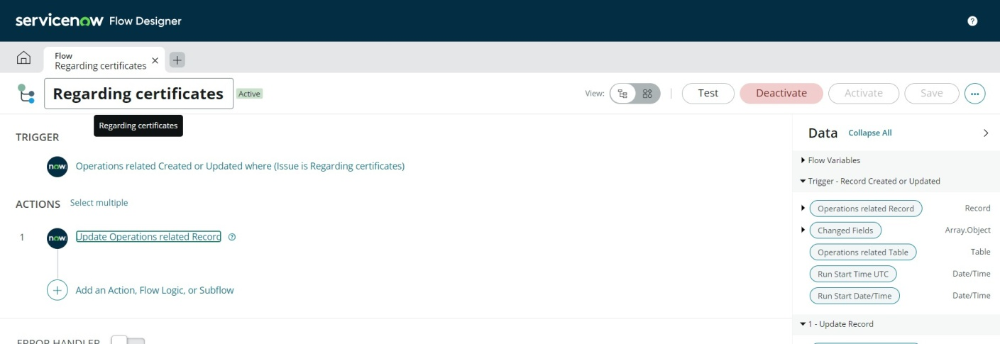 servicenow Flow Designer
Flow
Regarding certificates
Regarding certificates Active
View: Test Deactivate Activate Save
Regarding certificates
TRIGGER
now Operations related Created or Updated where (Issue is Regarding certificates)
ACTIONS Select multiple
1 now Update Operations related Record
Add an Action, Flow Logic, or Subflow
ERROR HANDLER
Data Collapse All
Flow Variables
Trigger - Record Created or Updated
Operations related Record Record
Changed Fields Array.Object
Operations related Table Table
Run Start Time UTC Date/Time
Run Start Date/Time Date/Time
1 - Update Record